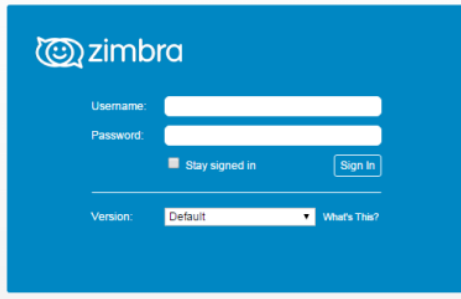 zimbra
Username:
Password:
Stay signed in Sign In
Version: Default What's This?